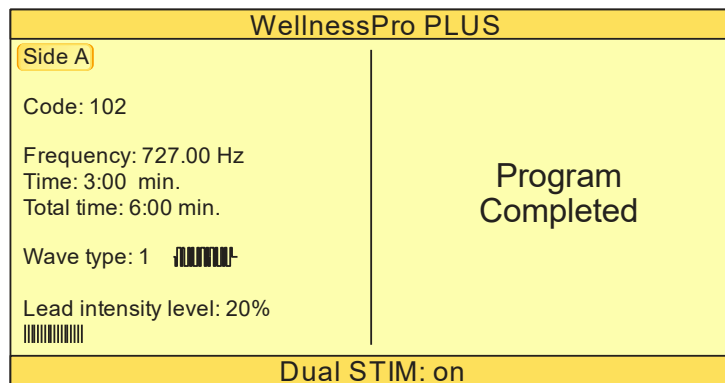 WellnessPro PLUS
Side A
Code: 102
Frequency: 727.00 Hz
Time: 3:00 min.
Total time: 6:00 min.
Wave type: 1
Lead intensity level: 20%
Program
Completed
Dual STIM: on